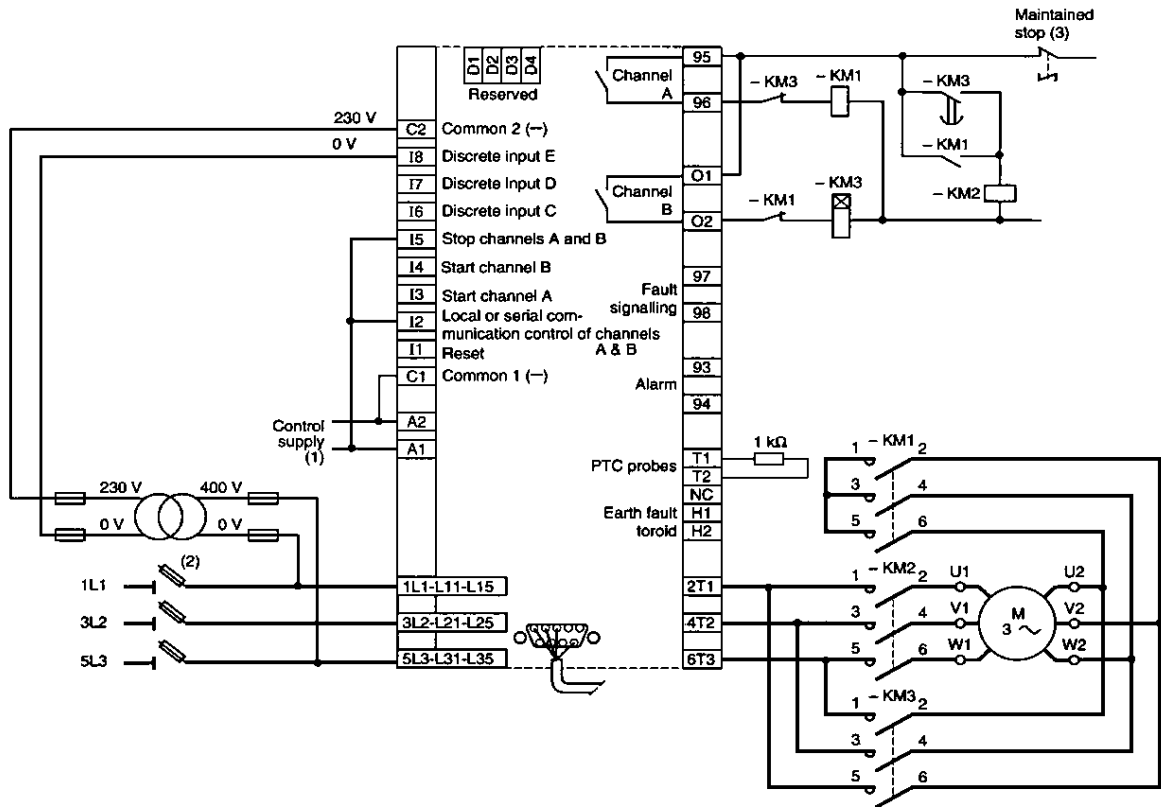 Maintained
stop (3)
D1
D2
D3
D4
Reserved
Channel
A
95
96
– KM3
– KM1
– KM3
– KM1
– KM2
230 V
0 V
C2 Common 2 (–)
I8 Discrete input E
I7 Discrete Input D
I6 Discrete input C
I5 Stop channels A and B
I4 Start channel B
I3 Start channel A
I2 Local or serial com-
munication control of channels
A & B
I1 Reset
C1 Common 1 (–)
A2
A1
Control
supply
(1)
Channel
B
O1
O2
– KM1
– KM3
97
Fault
signalling
98
93
Alarm
94
PTC probes
T1
T2
1 kΩ
NC
Earth fault
toroid
H1
H2
230 V
400 V
0 V
0 V
(2)
1L1
3L2
5L3
1L1-L11-L15
3L2-L21-L25
5L3-L31-L35
2T1
4T2
6T3
– KM1
1 2
3 4
5 6
– KM2
1 2
3 4
5 6
U1
V1
W1
M
3 ~
U2
V2
W2
– KM3
1 2
3 4
5 6